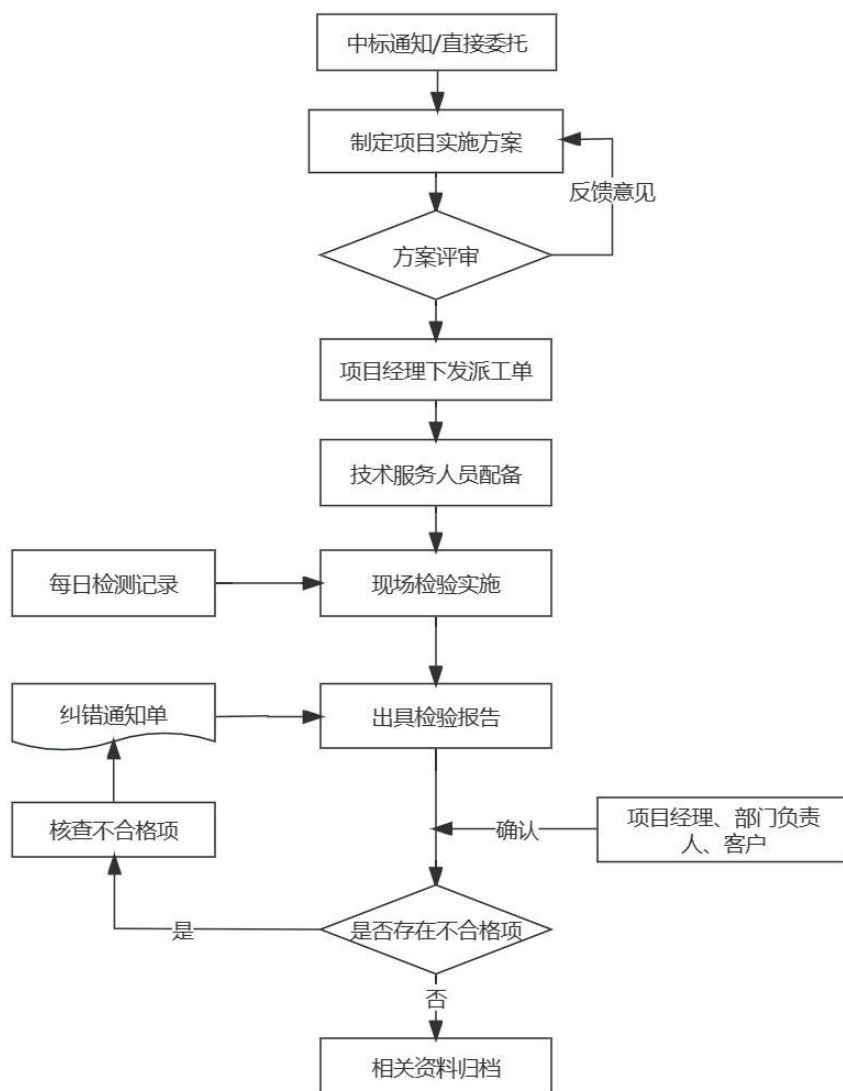 中标通知/直接委托
制定项目实施方案
反馈意见
方案评审
项目经理下发派工单
技术服务人员配备
每日检测记录
现场检验实施
纠错通知单
出具检验报告
核查不合格项
确认
项目经理、部门负责
人、客户
是
是否存在不合格项
否
相关资料归档